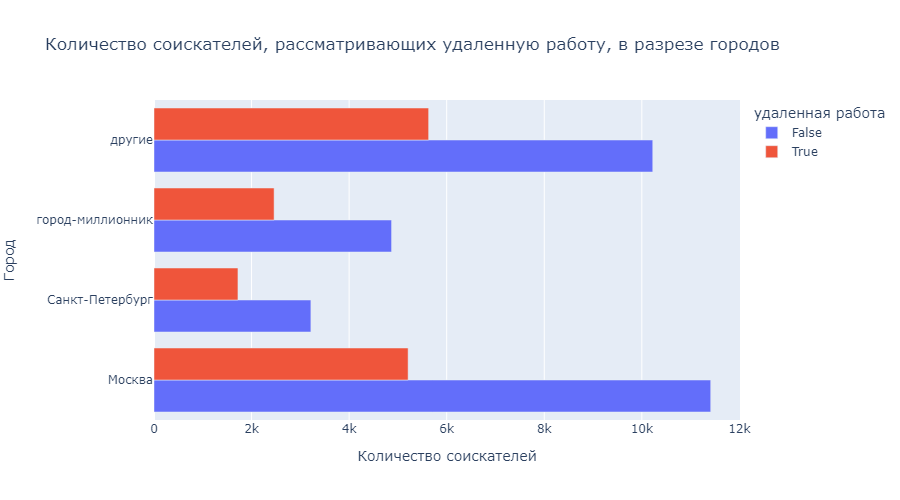 Количество соискателей, рассматривающих удаленную работу, в разрезе городов
удаленная работа
False
True
другие
город-миллионник
Санкт-Петербург
Москва
Город
0 2k 4k 6k 8k 10k 12k
Количество соискателей